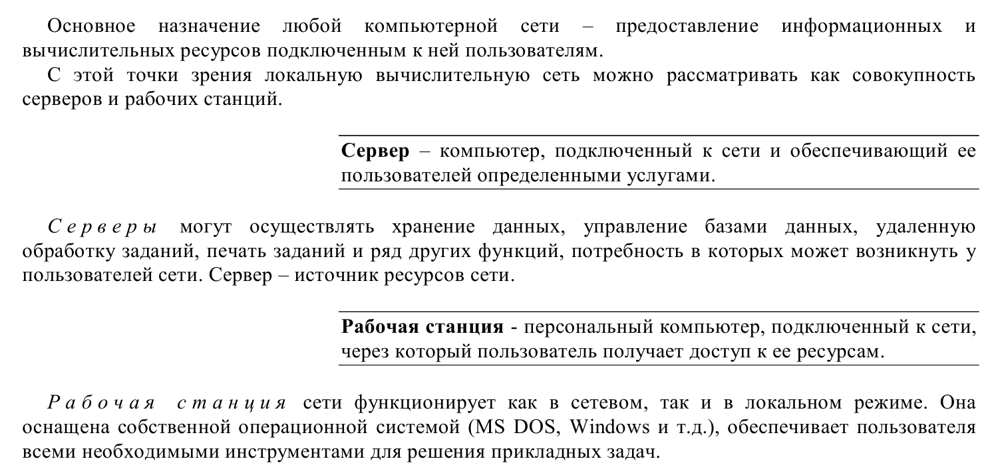 Основное назначение любой компьютерной сети – предоставление информационных и
вычислительных ресурсов подключенным к ней пользователям.
С этой точки зрения локальную вычислительную сеть можно рассматривать как совокупность
серверов и рабочих станций.
Сервер – компьютер, подключенный к сети и обеспечивающий ее
пользователей определенными услугами.
Серверы могут осуществлять хранение данных, управление базами данных, удаленную
обработку заданий, печать заданий и ряд других функций, потребность в которых может возникнуть у
пользователей сети. Сервер – источник ресурсов сети.
Рабочая станция - персональный компьютер, подключенный к сети,
через который пользователь получает доступ к ее ресурсам.
Рабочая станция сети функционирует как в сетевом, так и в локальном режиме. Она
оснащена собственной операционной системой (MS DOS, Windows и т.д.), обеспечивает пользователя
всеми необходимыми инструментами для решения прикладных задач.